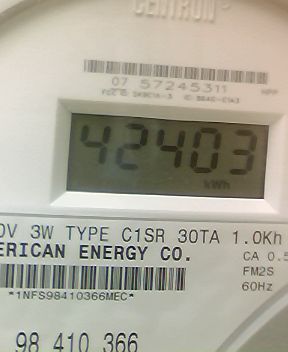 CENTRON
07 57245311
42403
kWh
0V 3W TYPE C1SR 30TA 1.0Kh
ERICAN ENERGY CO.
CA 0.5
FM2S
60Hz
*1NFS98410366MEC*
98 410 366